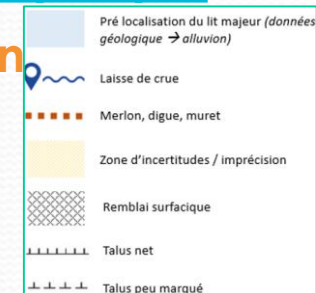 Pré localisation du lit majeur (données
géologique → alluvion)
n
Laisse de crue
Merlon, digue, muret
Zone d'incertitudes / imprécision
Remblai surfacique
Talus net
Talus peu marqué